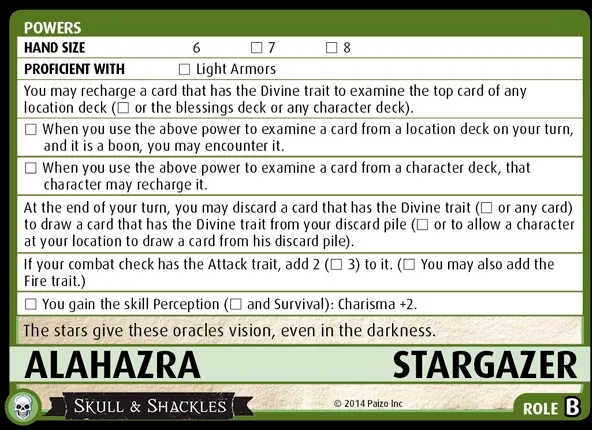 POWERS
HAND SIZE 6 ☐ 7 ☐ 8
PROFICIENT WITH ☐ Light Armors
You may recharge a card that has the Divine trait to examine the top card of any
location deck (☐ or the blessings deck or any character deck).
☐ When you use the above power to examine a card from a location deck on your turn,
and it is a boon, you may encounter it.
☐ When you use the above power to examine a card from a character deck, that
character may recharge it.
At the end of your turn, you may discard a card that has the Divine trait (☐ or any card)
to draw a card that has the Divine trait from your discard pile (☐ or to allow a character
at your location to draw a card from his discard pile).
If your combat check has the Attack trait, add 2 (☐ 3) to it. (☐ You may also add the
Fire trait.)
☐ You gain the skill Perception (☐ and Survival): Charisma +2.
The stars give these oracles vision, even in the darkness.
ALAHAZRA STARGAZER
SKULL & SHACKLES © 2014 Paizo Inc ROLE B